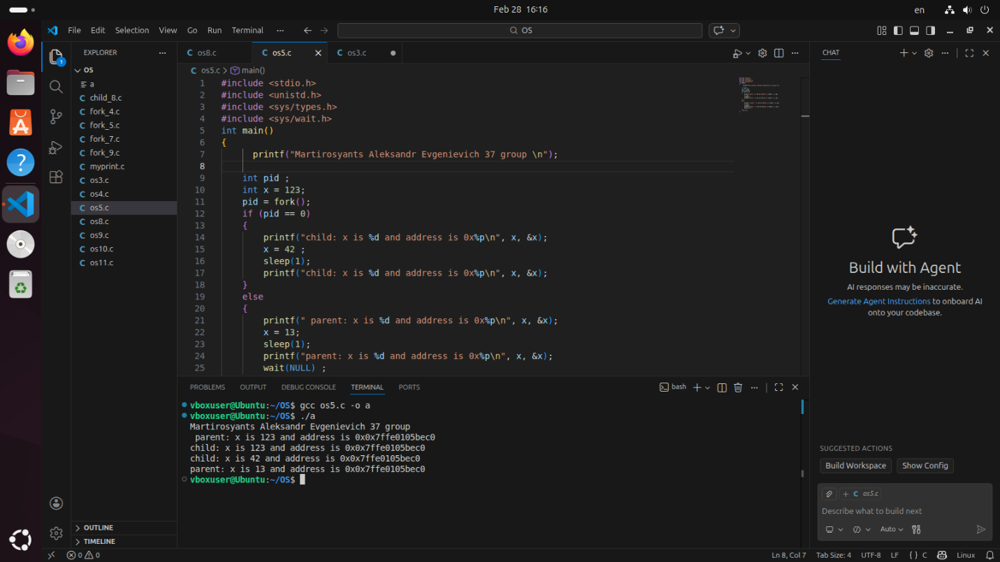 Feb 28 16:16
en
File Edit Selection View Go Run Terminal ···
OS
EXPLORER ···
OS
a
C child_8.c
C fork_4.c
C fork_5.c
C fork_7.c
C fork_9.c
C myprint.c
C os3.c
C os4.c
C os5.c
C os8.c
C os9.c
C os10.c
C os11.c
OUTLINE
TIMELINE
1
C os8.c
C os5.c
C os3.c
C os5.c > main()
1 #include <stdio.h>
2 #include <unistd.h>
3 #include <sys/types.h>
4 #include <sys/wait.h>
5 int main()
6 {
7 printf("Martirosyants Aleksandr Evgenievich 37 group \n");
8
9 int pid ;
10 int x = 123;
11 pid = fork();
12 if (pid == 0)
13 {
14 printf("child: x is %d and address is 0x%p\n", x, &x);
15 x = 42 ;
16 sleep(1);
17 printf("child: x is %d and address is 0x%p\n", x, &x);
18 }
19 else
20 {
21 printf(" parent: x is %d and address is 0x%p\n", x, &x);
22 x = 13;
23 sleep(1);
24 printf("parent: x is %d and address is 0x%p\n", x, &x);
25 wait(NULL) ;
PROBLEMS OUTPUT DEBUG CONSOLE TERMINAL PORTS
bash
vboxuser@Ubuntu:~/OS$ gcc os5.c -o a
vboxuser@Ubuntu:~/OS$ ./a
Martirosyants Aleksandr Evgenievich 37 group
 parent: x is 123 and address is 0x0x7ffe0105bec0
child: x is 123 and address is 0x0x7ffe0105bec0
child: x is 42 and address is 0x0x7ffe0105bec0
parent: x is 13 and address is 0x0x7ffe0105bec0
vboxuser@Ubuntu:~/OS$
CHAT
Build with Agent
AI responses may be inaccurate.
Generate Agent Instructions to onboard AI
onto your codebase.
SUGGESTED ACTIONS
Build Workspace
Show Config
+ C os5.c
Describe what to build next
Auto
0 0
Ln 8, Col 7
Tab Size: 4
UTF-8
LF
{ } C
Linux